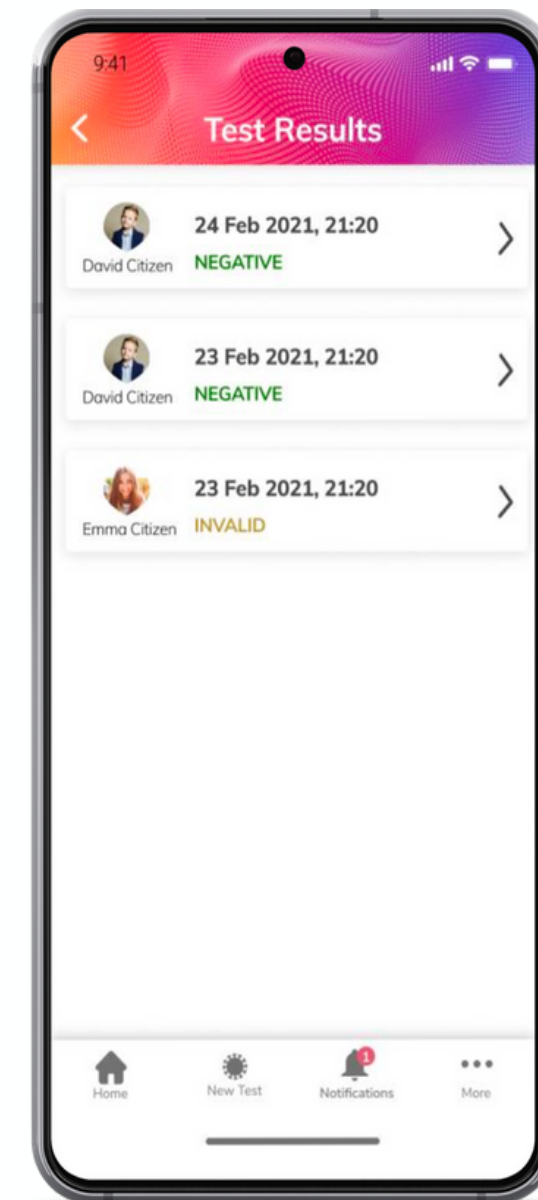 9:41
Test Results
24 Feb 2021, 21:20
David Citizen
NEGATIVE
23 Feb 2021, 21:20
David Citizen
NEGATIVE
23 Feb 2021, 21:20
Emma Citizen
INVALID
1
Home
New Test
Notifications
More